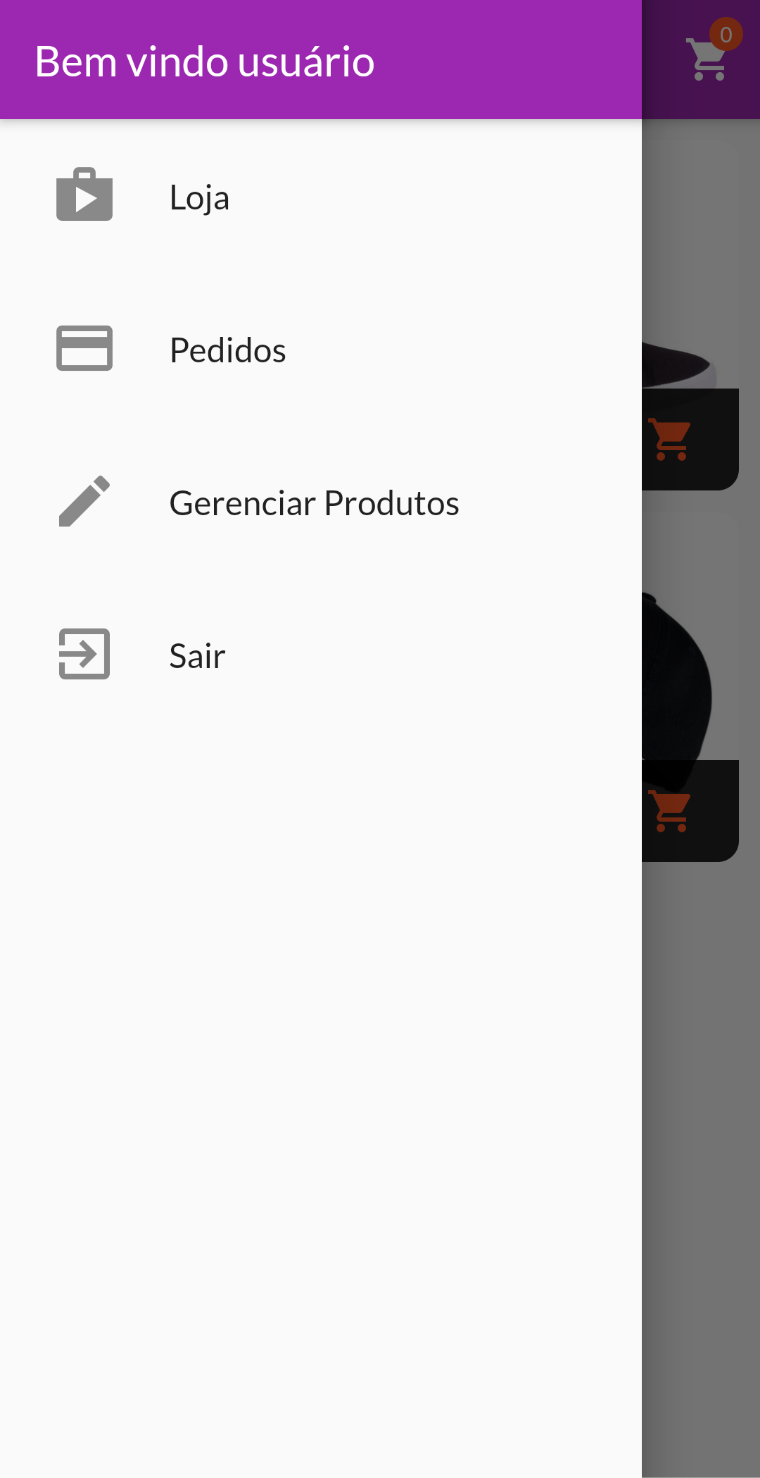 Bem vindo usuário
0
Loja
Pedidos
Gerenciar Produtos
Sair